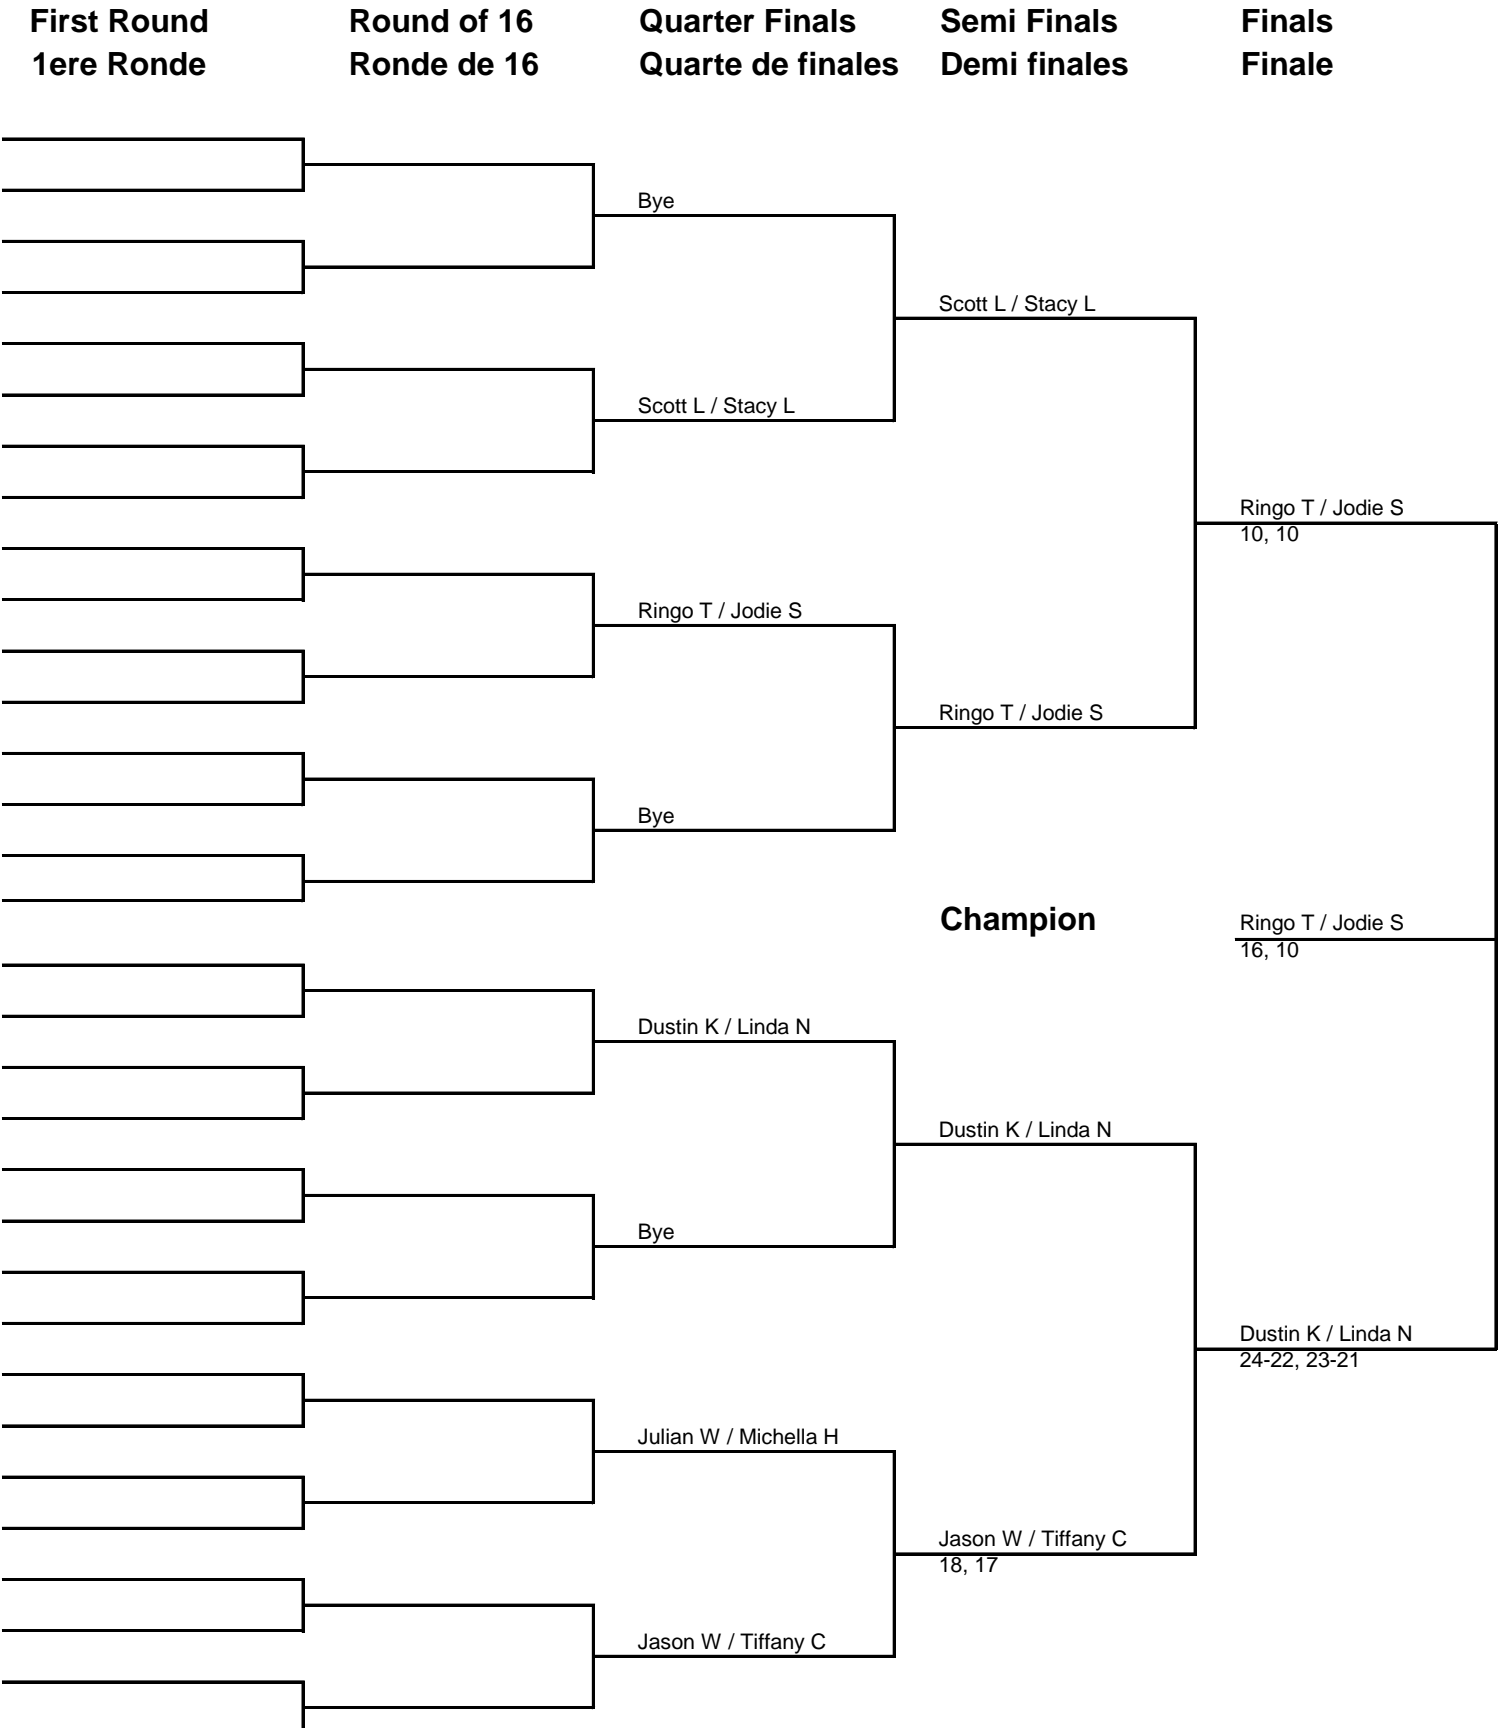 First Round
1ere Ronde
Round of 16
Ronde de 16
Quarter Finals
Quarte de finales
Semi Finals
Demi finales
Finals
Finale
Bye
Scott L / Stacy L
Scott L / Stacy L
Ringo T / Jodie S
10, 10
Ringo T / Jodie S
Ringo T / Jodie S
Bye
Champion
Ringo T / Jodie S
16, 10
Dustin K / Linda N
Dustin K / Linda N
Bye
Dustin K / Linda N
24-22, 23-21
Julian W / Michella H
Jason W / Tiffany C
18, 17
Jason W / Tiffany C